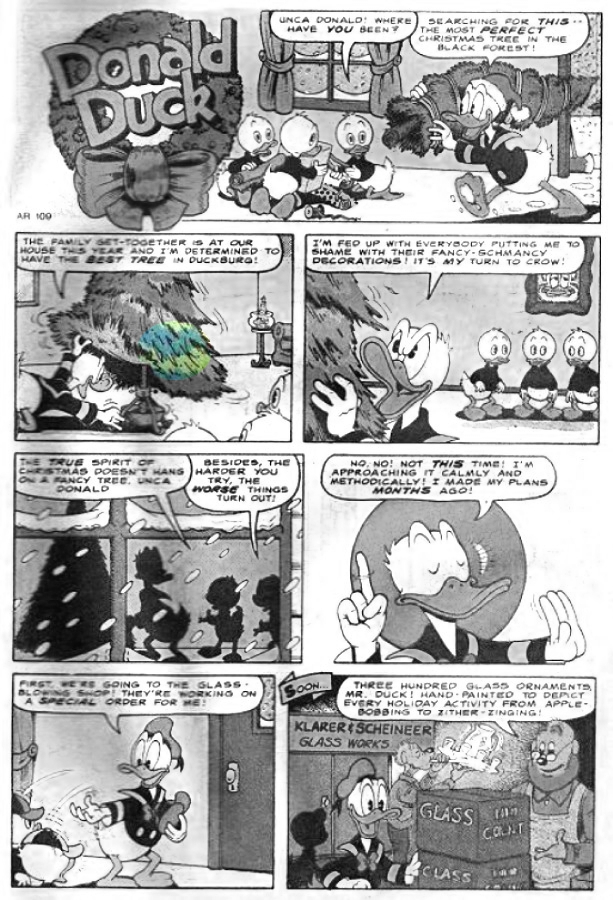 Donald
Duck
AR 109
UNCA DONALD! WHERE
HAVE YOU BEEN?
SEARCHING FOR THIS--
THE MOST PERFECT
CHRISTMAS TREE IN THE
BLACK FOREST!
THE FAMILY GET-TOGETHER IS AT OUR
HOUSE THIS YEAR AND I'M DETERMINED TO
HAVE THE BEST TREE IN DUCKBURG!
I'M FED UP WITH EVERYBODY PUTTING ME TO
SHAME WITH THEIR FANCY-SCHMANCY
DECORATIONS! IT'S MY TURN TO CROW!
THE TRUE SPIRIT OF
CHRISTMAS DOESN'T HANG
ON A FANCY TREE, UNCA
DONALD
BESIDES, THE
HARDER YOU
TRY, THE
WORSE THINGS
TURN OUT!
NO, NO! NOT THIS TIME! I'M
APPROACHING IT CALMLY AND
METHODICALLY! I MADE MY PLANS
MONTHS AGO!
FIRST, WE'RE GOING TO THE GLASS-
BLOWING SHOP! THEY'RE WORKING ON
A SPECIAL ORDER FOR ME!
SOON...
THREE HUNDRED GLASS ORNAMENTS,
MR. DUCK! HAND-PAINTED TO DEPICT
EVERY HOLIDAY ACTIVITY FROM APPLE-
BOBBING TO ZITHER-ZINGING!
KLARER & SCHEINEER
GLASS WORKS
GLASS
COUNT
GLASS